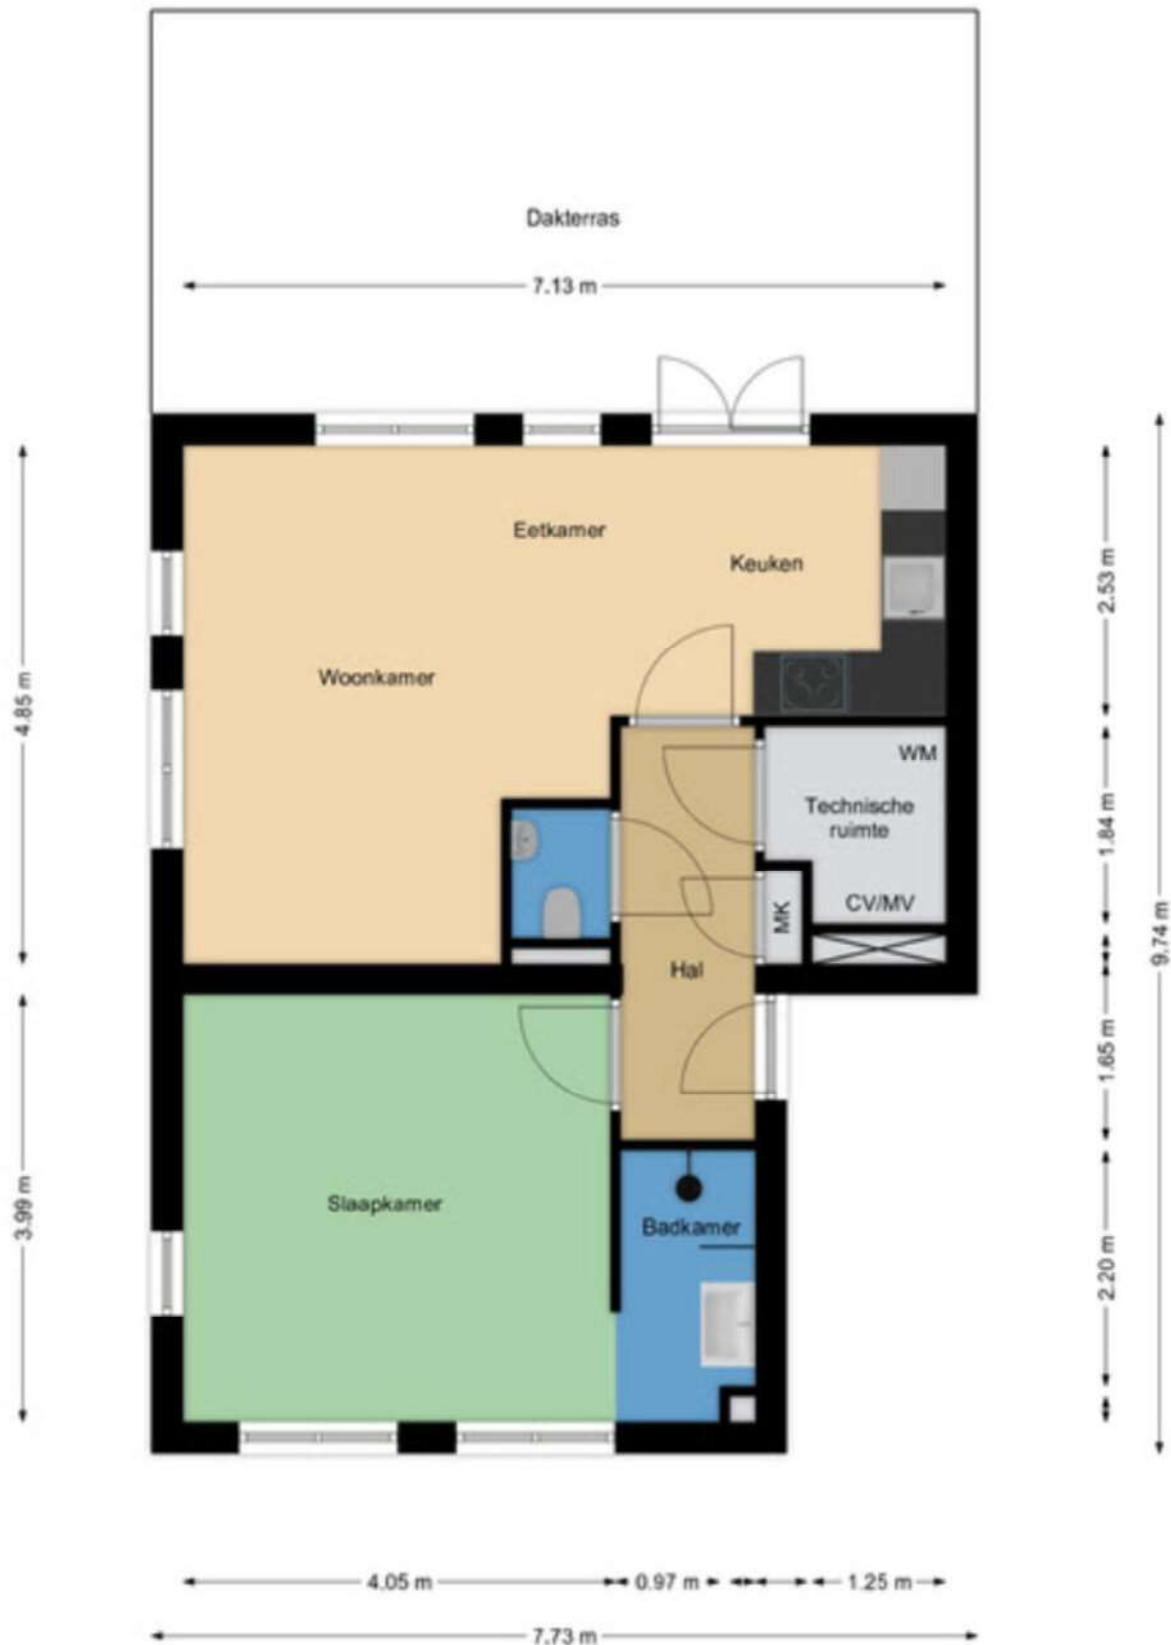 Dakterras
7.13 m
Eetkamer
Keuken
2.53 m
Woonkamer
4.85 m
WM
Technische
ruimte
1.84 m
CV/MV
MK
9.74 m
Hal
1.65 m
Slaapkamer
3.99 m
Badkamer
2.20 m
4.05 m
0.97 m
1.25 m
7.73 m